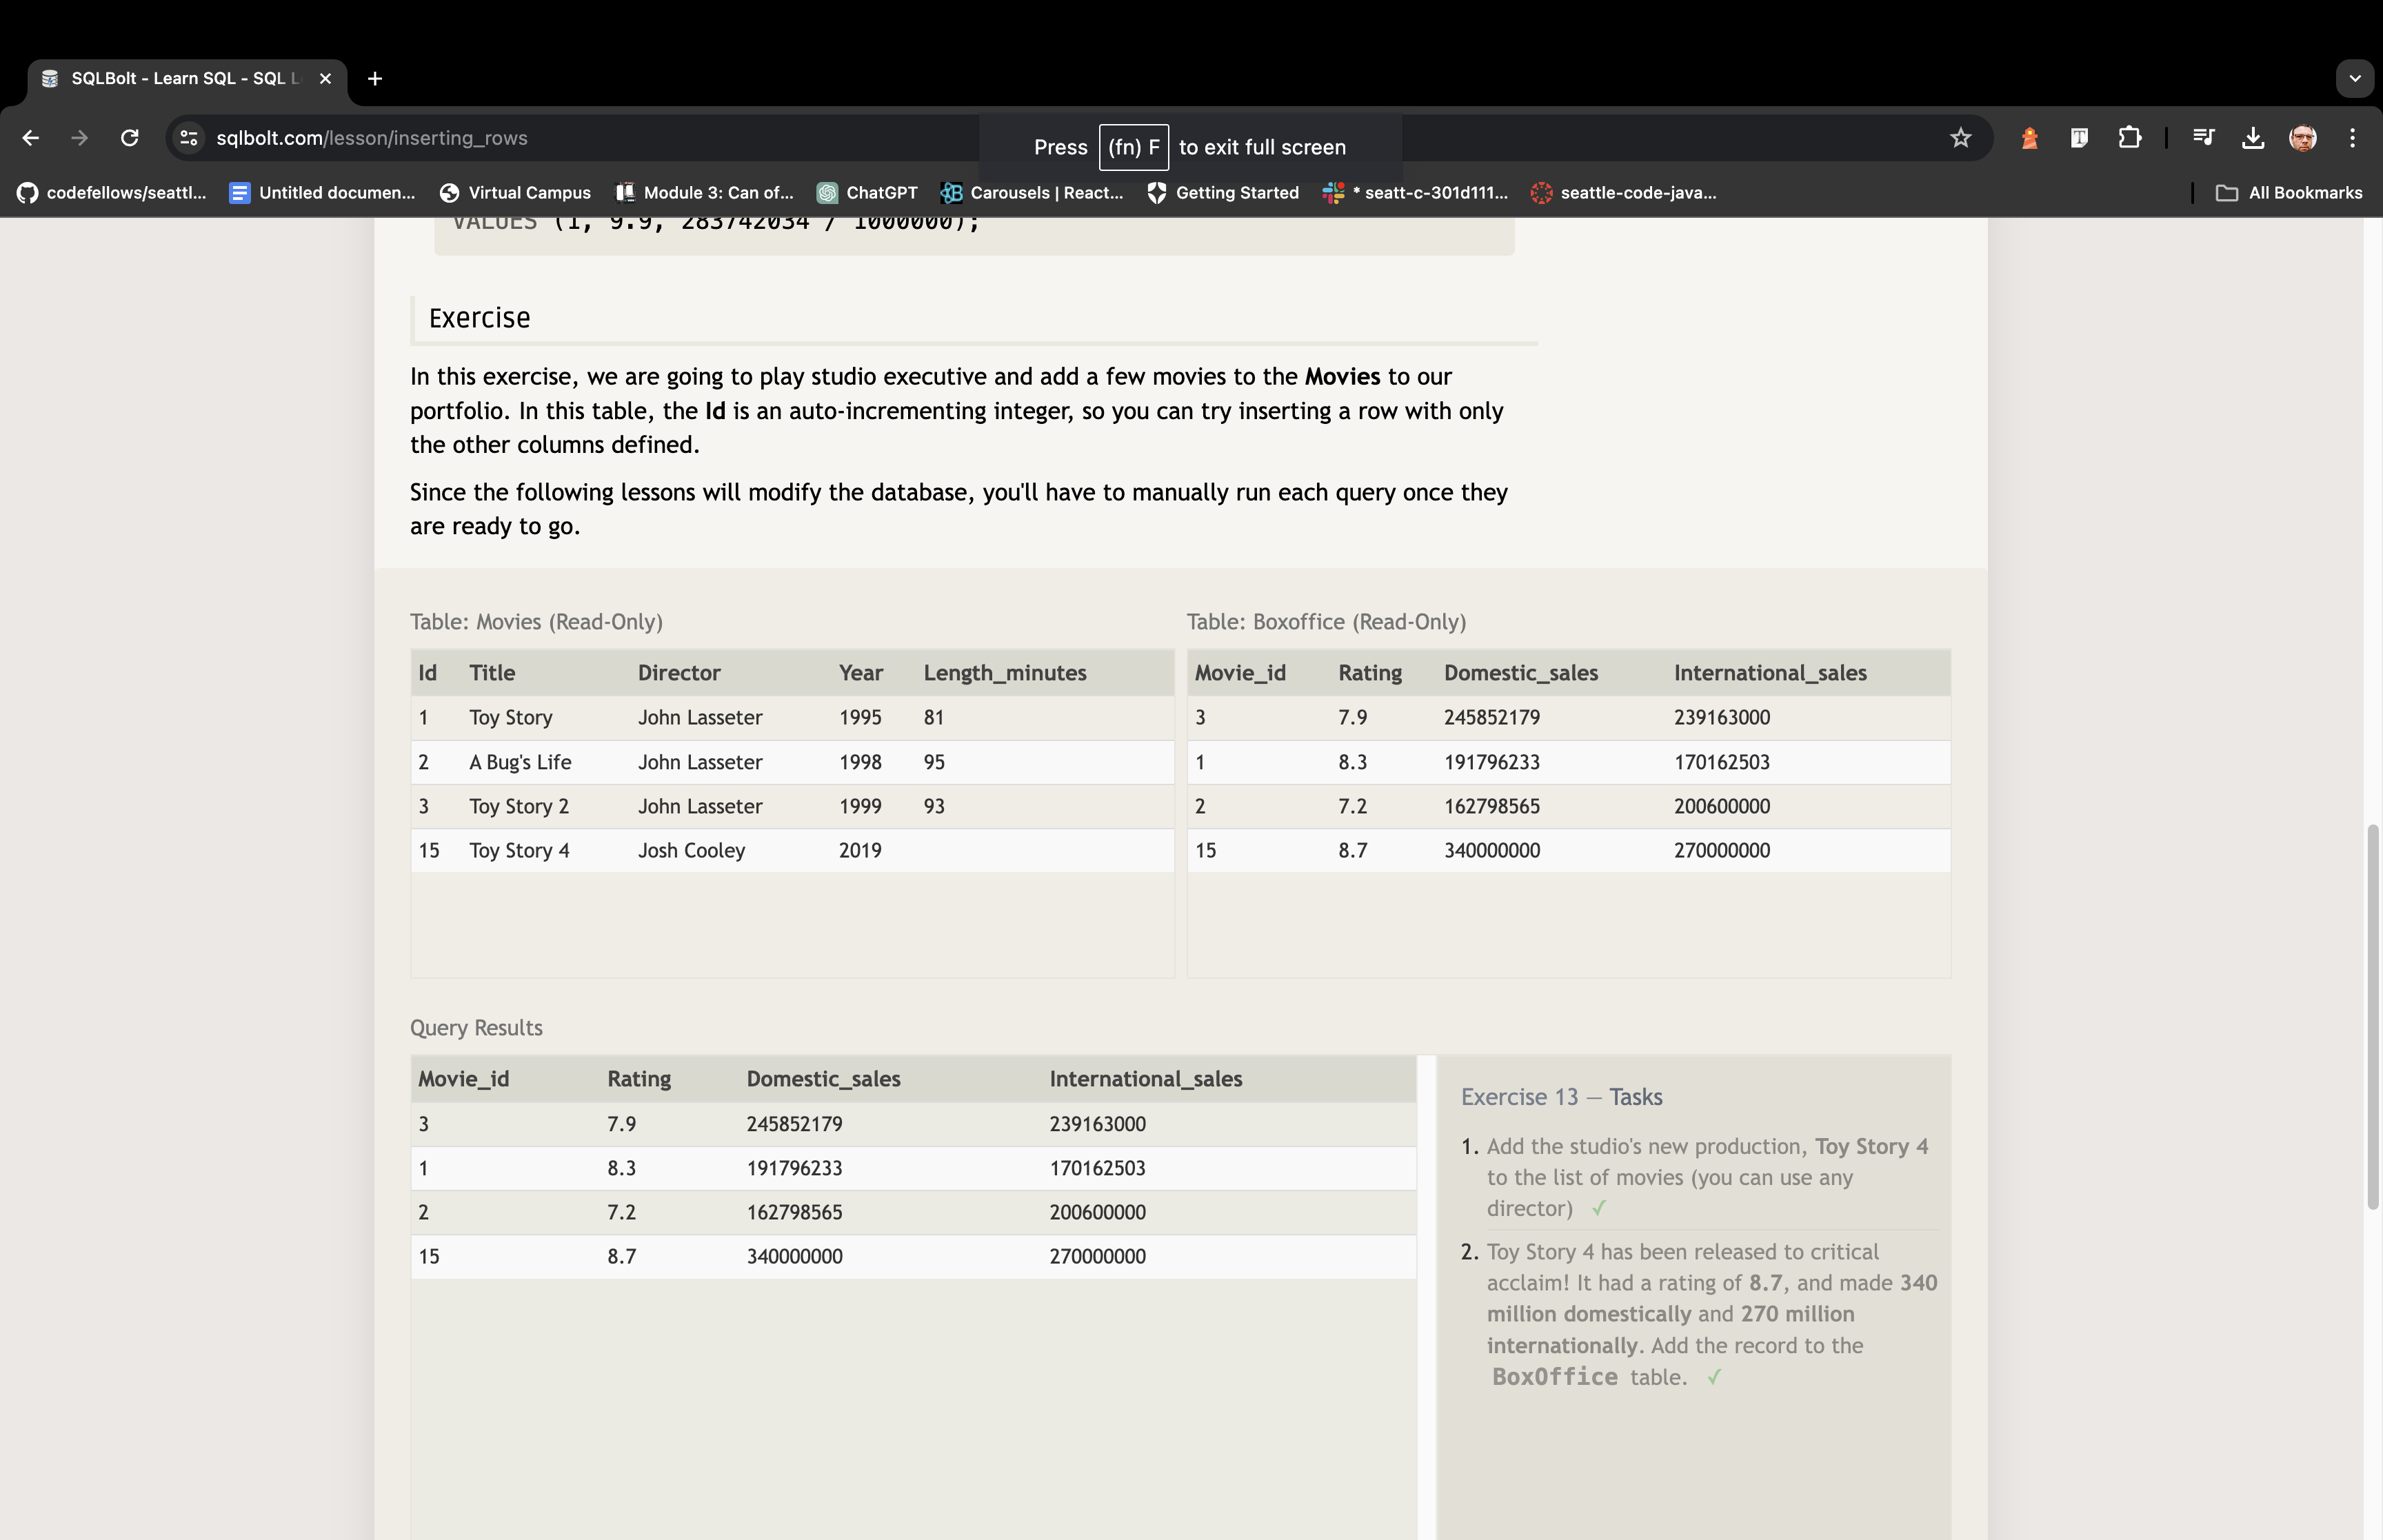 SQLBolt - Learn SQL - SQL L
sqlbolt.com/lesson/inserting_rows
Press (fn) F to exit full screen
codefellows/seattl... Untitled documen... Virtual Campus Module 3: Can of... ChatGPT Carousels | React... Getting Started * seatt-c-301d111... seattle-code-java... All Bookmarks
VALUES (1, 9.9, 283742034 / 1000000);
Exercise
In this exercise, we are going to play studio executive and add a few movies to the Movies to our
portfolio. In this table, the Id is an auto-incrementing integer, so you can try inserting a row with only
the other columns defined.
Since the following lessons will modify the database, you'll have to manually run each query once they
are ready to go.
Table: Movies (Read-Only)
Id Title Director Year Length_minutes
1 Toy Story John Lasseter 1995 81
2 A Bug's Life John Lasseter 1998 95
3 Toy Story 2 John Lasseter 1999 93
15 Toy Story 4 Josh Cooley 2019
Table: Boxoffice (Read-Only)
Movie_id Rating Domestic_sales International_sales
3 7.9 245852179 239163000
1 8.3 191796233 170162503
2 7.2 162798565 200600000
15 8.7 340000000 270000000
Query Results
Movie_id Rating Domestic_sales International_sales
3 7.9 245852179 239163000
1 8.3 191796233 170162503
2 7.2 162798565 200600000
15 8.7 340000000 270000000
Exercise 13 — Tasks
1. Add the studio's new production, Toy Story 4
to the list of movies (you can use any
director) ✓
2. Toy Story 4 has been released to critical
acclaim! It had a rating of 8.7, and made 340
million domestically and 270 million
internationally. Add the record to the
BoxOffice table. ✓